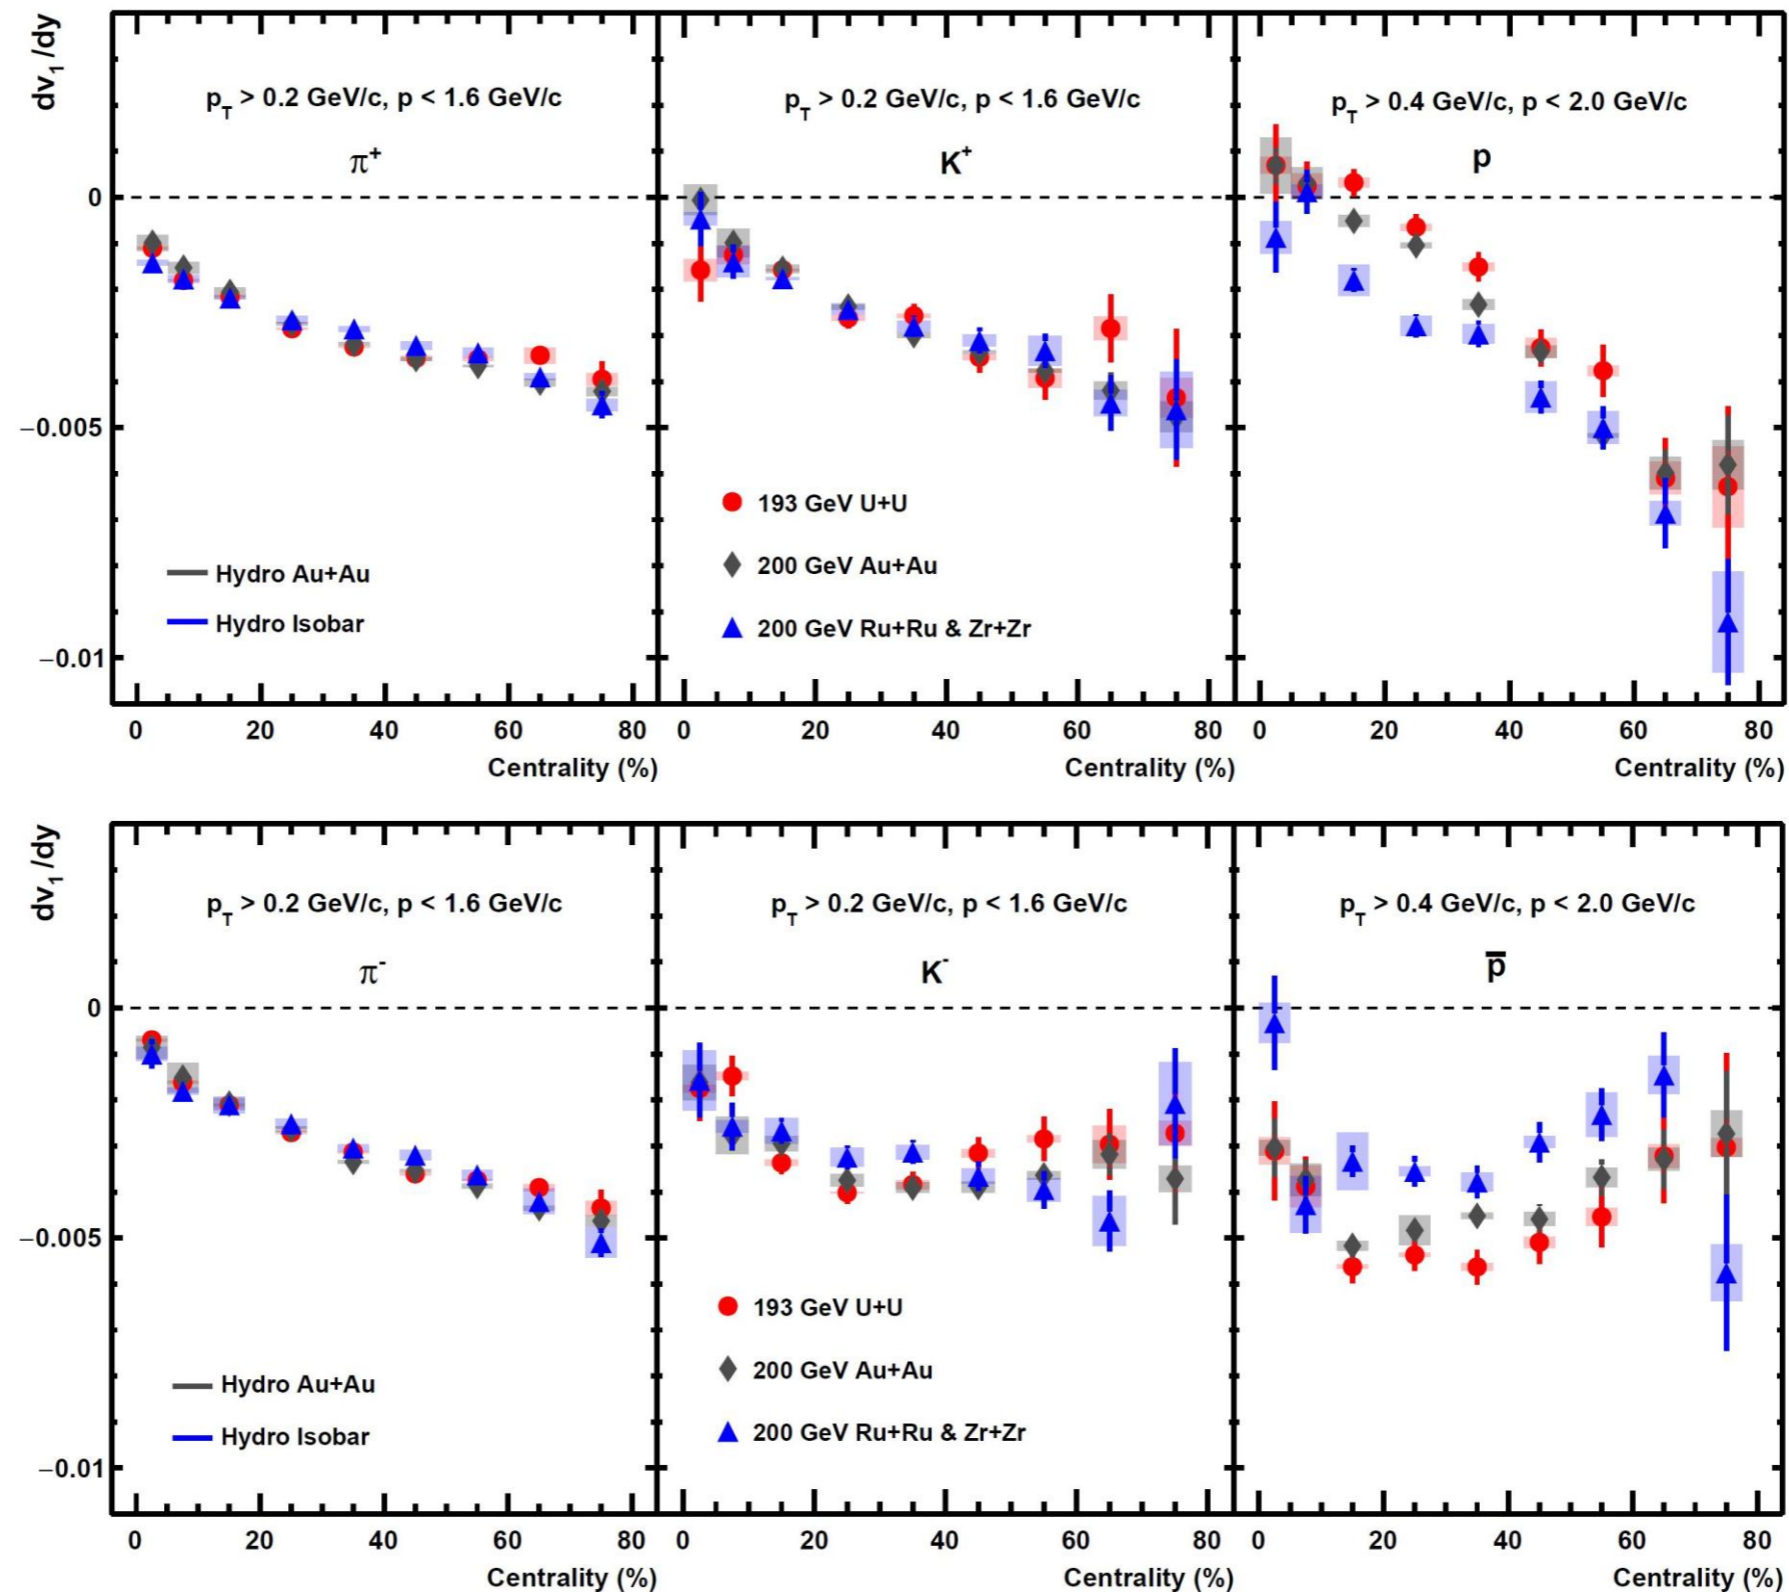 dv₁/dy
p_T > 0.2 GeV/c, p < 1.6 GeV/c
π⁺
Hydro Au+Au
Hydro Isobar
0
−0.005
−0.01
0 20 40 60 80
Centrality (%)
p_T > 0.2 GeV/c, p < 1.6 GeV/c
K⁺
193 GeV U+U
200 GeV Au+Au
200 GeV Ru+Ru & Zr+Zr
0 20 40 60 80
Centrality (%)
p_T > 0.4 GeV/c, p < 2.0 GeV/c
p
0 20 40 60 80
Centrality (%)
dv₁/dy
p_T > 0.2 GeV/c, p < 1.6 GeV/c
π⁻
Hydro Au+Au
Hydro Isobar
0
−0.005
−0.01
0 20 40 60 80
Centrality (%)
p_T > 0.2 GeV/c, p < 1.6 GeV/c
K⁻
193 GeV U+U
200 GeV Au+Au
200 GeV Ru+Ru & Zr+Zr
0 20 40 60 80
Centrality (%)
p_T > 0.4 GeV/c, p < 2.0 GeV/c
p̅
0 20 40 60 80
Centrality (%)